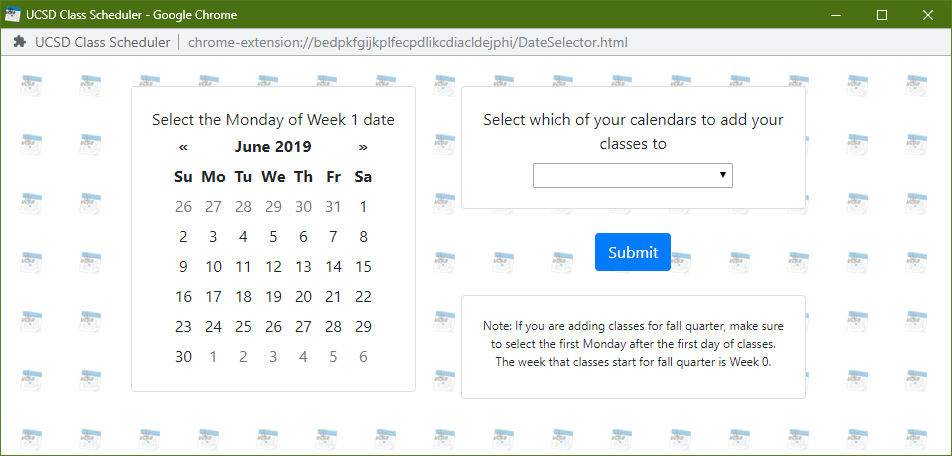 UCSD Class Scheduler - Google Chrome
UCSD Class Scheduler | chrome-extension://bedpkfgijkplfecpdlikcdiacldejphi/DateSelector.html
Select the Monday of Week 1 date
« June 2019 »
Su Mo Tu We Th Fr Sa
26 27 28 29 30 31 1
2 3 4 5 6 7 8
9 10 11 12 13 14 15
16 17 18 19 20 21 22
23 24 25 26 27 28 29
30 1 2 3 4 5 6
Select which of your calendars to add your
classes to
Submit
Note: If you are adding classes for fall quarter, make sure
to select the first Monday after the first day of classes.
The week that classes start for fall quarter is Week 0.